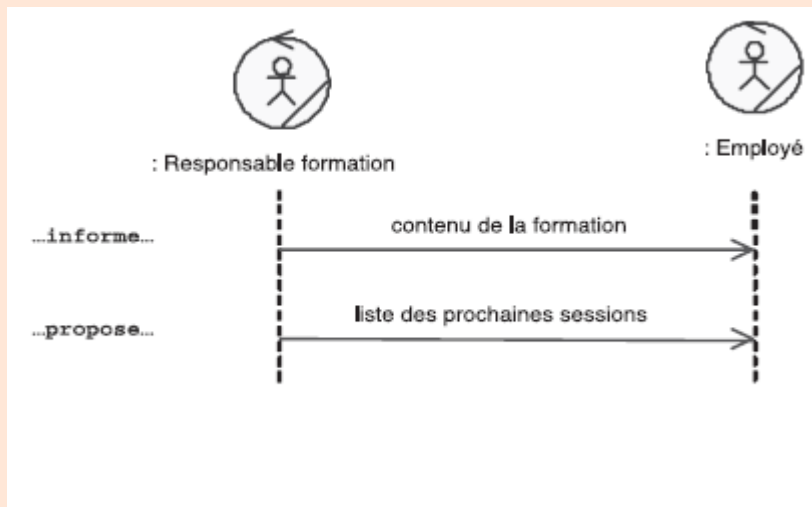 : Responsable formation
: Employé
...informe...
contenu de la formation
...propose...
liste des prochaines sessions